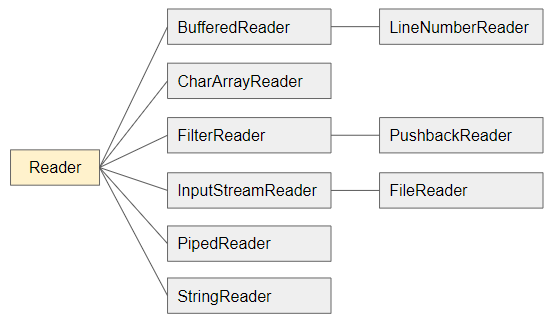 BufferedReader
LineNumberReader
CharArrayReader
FilterReader
PushbackReader
Reader
InputStreamReader
FileReader
PipedReader
StringReader